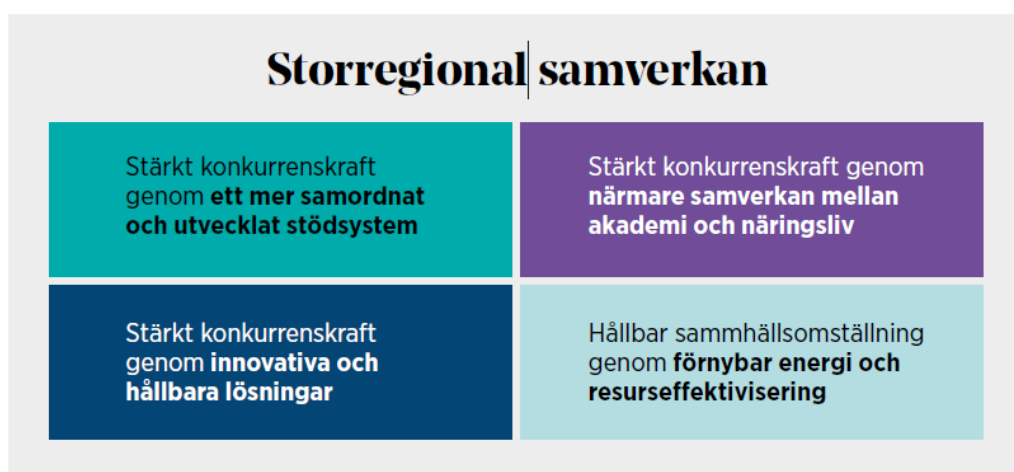 Storregional samverkan
Stärkt konkurrenskraft
genom ett mer samordnat
och utvecklat stödsystem
Stärkt konkurrenskraft genom
närmare samverkan mellan
akademi och näringsliv
Stärkt konkurrenskraft
genom innovativa och
hållbara lösningar
Hållbar sammhällsomställning
genom förnybar energi och
resurseffektivisering